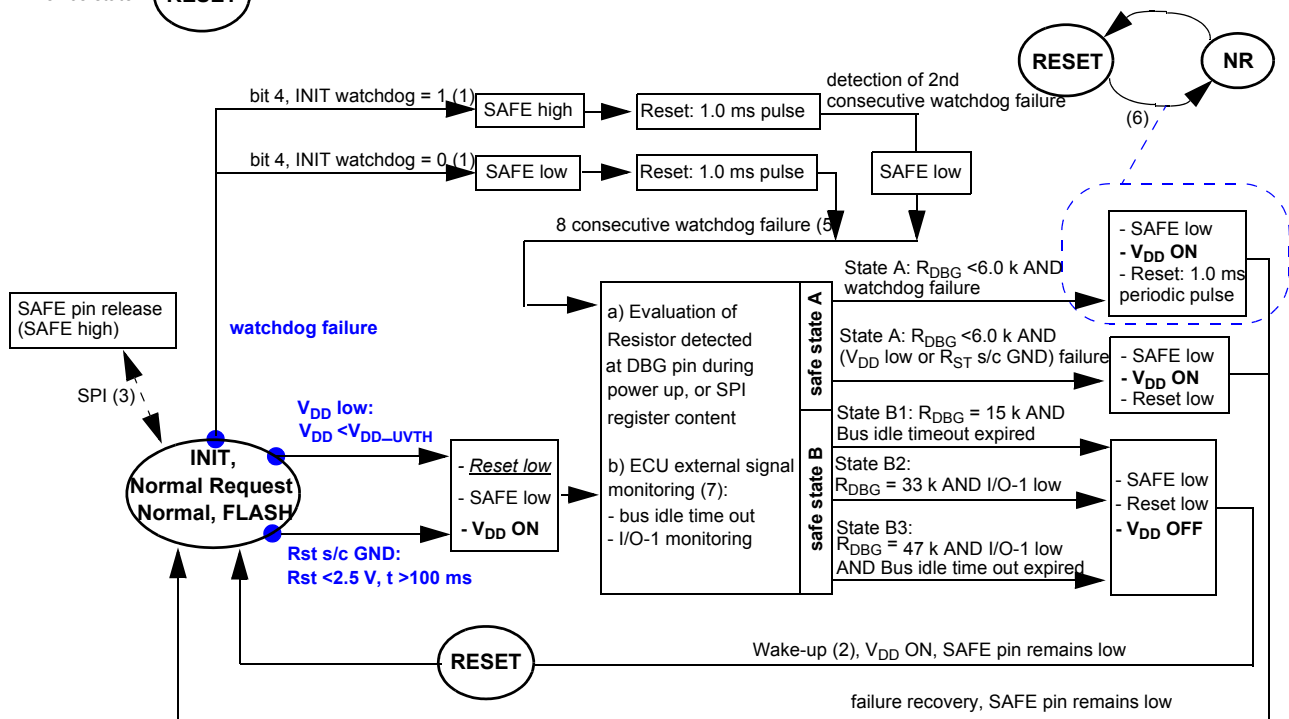 RESET
RESET
NR
(6)
detection of 2nd
consecutive watchdog failure
bit 4, INIT watchdog = 1 (1)
SAFE high
Reset: 1.0 ms pulse
bit 4, INIT watchdog = 0 (1)
SAFE low
Reset: 1.0 ms pulse
SAFE low
8 consecutive watchdog failure (5
- SAFE low
- VDD ON
- Reset: 1.0 ms
periodic pulse
State A: RDBG <6.0 k AND
watchdog failure
SAFE pin release
(SAFE high)
watchdog failure
a) Evaluation of
Resistor detected
at DBG pin during
power up, or SPI
register content
b) ECU external signal
monitoring (7):
- bus idle time out
- I/O-1 monitoring
safe state A
safe state B
State A: RDBG <6.0 k AND
(VDD low or RST s/c GND) failure
- SAFE low
- VDD ON
- Reset low
SPI (3)
VDD low:
VDD <VDD_UVTH
INIT,
Normal Request
Normal, FLASH
- Reset low
- SAFE low
- VDD ON
Rst s/c GND:
Rst <2.5 V, t >100 ms
State B1: RDBG = 15 k AND
Bus idle timeout expired
State B2:
RDBG = 33 k AND I/O-1 low
State B3:
RDBG = 47 k AND I/O-1 low
AND Bus idle time out expired
- SAFE low
- Reset low
- VDD OFF
RESET
Wake-up (2), VDD ON, SAFE pin remains low
failure recovery, SAFE pin remains low